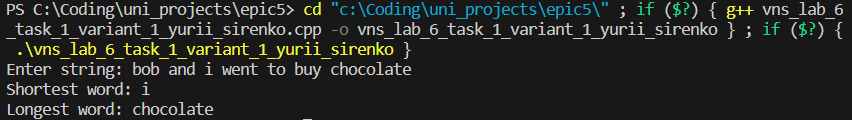 PS C:\Coding\uni_projects\epic5> cd "c:\Coding\uni_projects\epic5\" ; if ($?) { g++ vns_lab_6
_task_1_variant_1_yurii_sirenko.cpp -o vns_lab_6_task_1_variant_1_yurii_sirenko } ; if ($?) {
.\vns_lab_6_task_1_variant_1_yurii_sirenko }
Enter string: bob and i went to buy chocolate
Shortest word: i
Longest word: chocolate